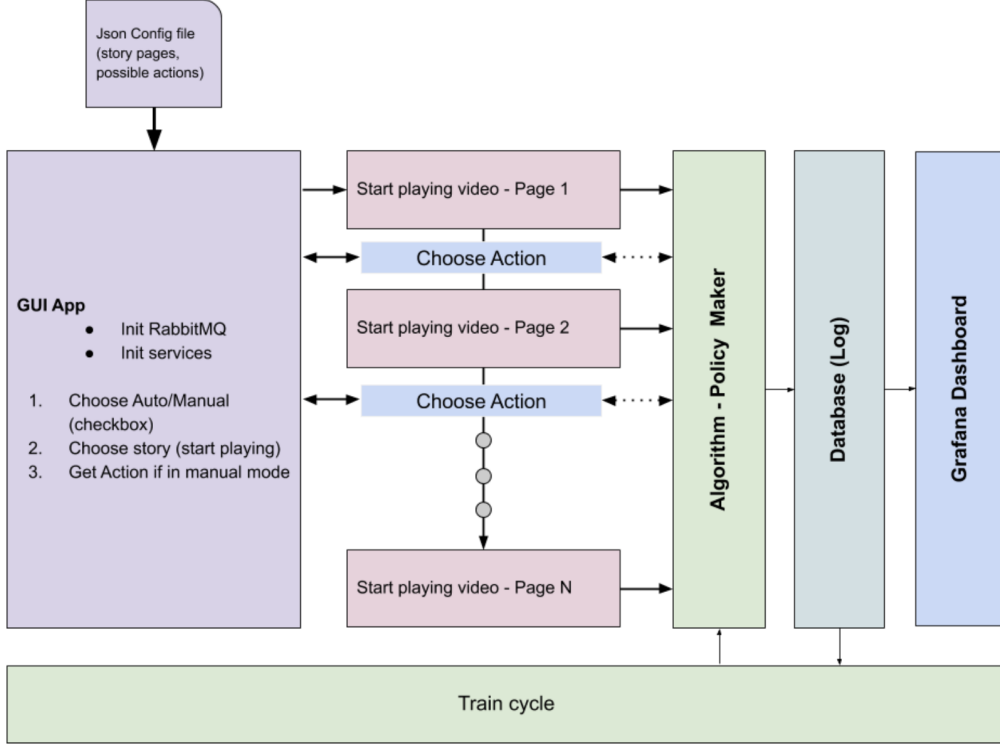 Json Config file
(story pages,
possible actions)
GUI App
● Init RabbitMQ
● Init services
1. Choose Auto/Manual
(checkbox)
2. Choose story (start playing)
3. Get Action if in manual mode
Start playing video - Page 1
Choose Action
Start playing video - Page 2
Choose Action
Start playing video - Page N
Algorithm - Policy Maker
Database (Log)
Grafana Dashboard
Train cycle